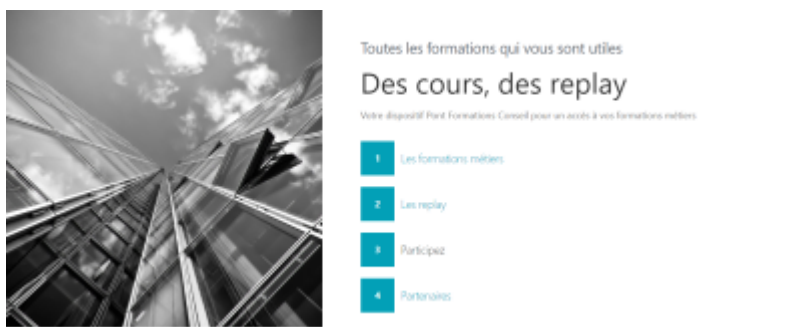 Toutes les formations qui vous sont utiles
Des cours, des replay
Votre dispositif Pont Formations Conseil pour un accès à vos formations métiers
1 Les formations métiers
2 Les replay
3 Participez
4 Partenaires